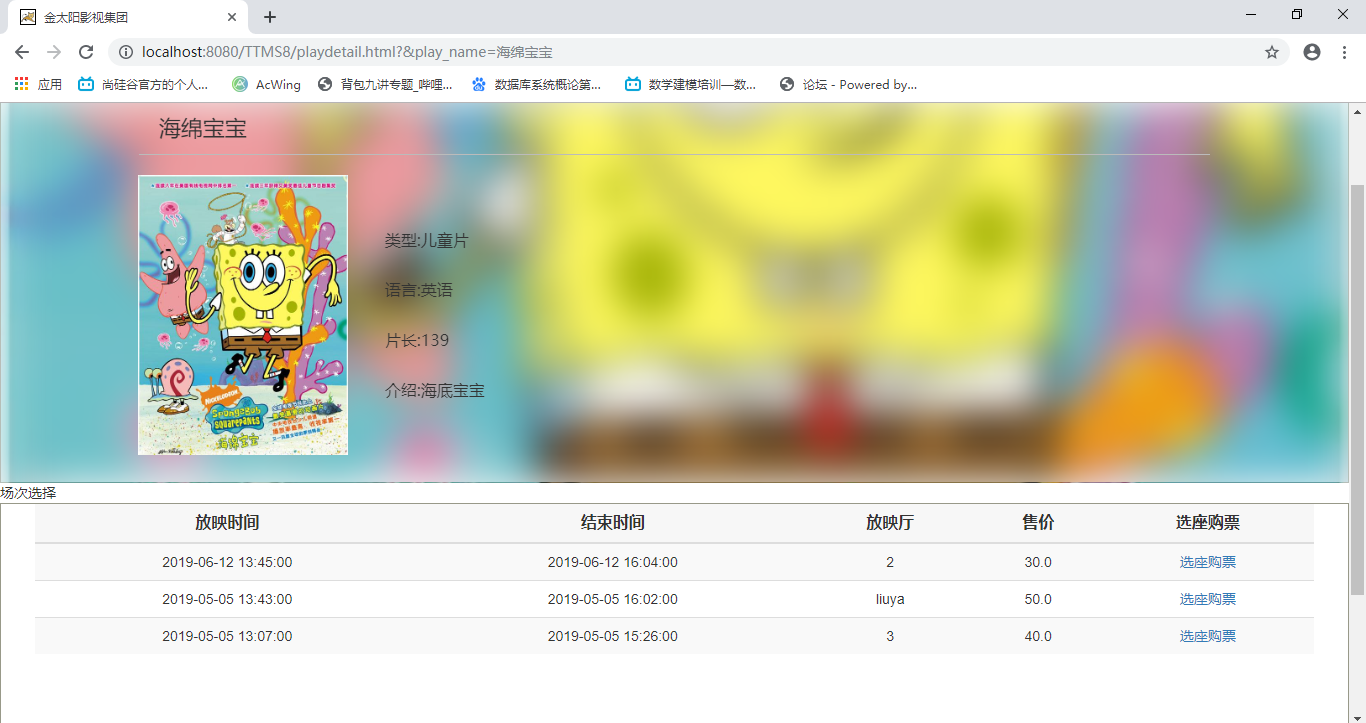 金太阳影视集团
localhost:8080/TTMS8/playdetail.html?&play_name=海绵宝宝
应用 尚硅谷官方的个人... AcWing 背包九讲专题_哔哩... 数据库系统概论第... 数学建模培训—数... 论坛 - Powered by...
海绵宝宝
类型:儿童片
语言:英语
片长:139
介绍:海底宝宝
NICKELODEON
SpongeBob
squarepants
海绵宝宝
场次选择
放映时间 结束时间 放映厅 售价 选座购票
2019-06-12 13:45:00 2019-06-12 16:04:00 2 30.0 选座购票
2019-05-05 13:43:00 2019-05-05 16:02:00 liuya 50.0 选座购票
2019-05-05 13:07:00 2019-05-05 15:26:00 3 40.0 选座购票